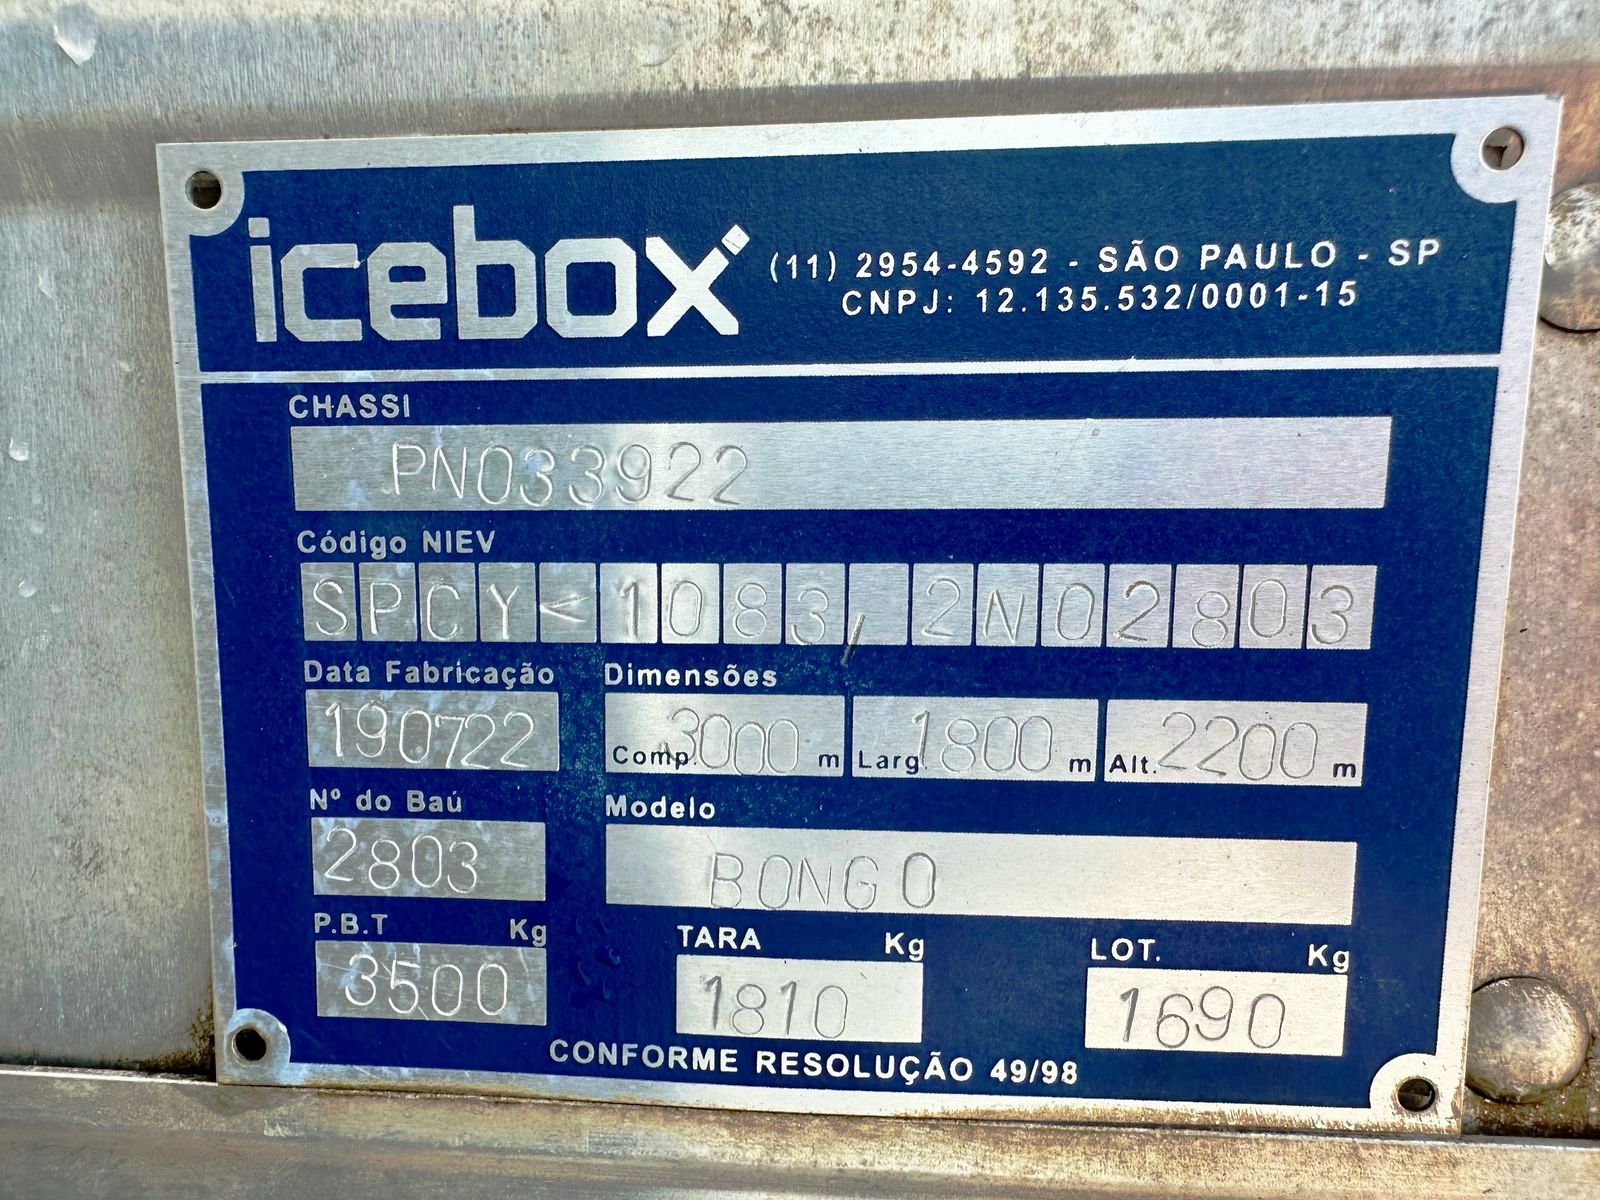 icebox
(11) 2954-4592 - SÃO PAULO - SP
CNPJ: 12.135.532/0001-15
CHASSI
PN033922
Código NIEV
SPCY<1083/2N02803
Data Fabricação Dimensões
190722 Comp. 3000 m Larg. 1800 m Alt. 2200 m
Nº do Baú Modelo
2803 BONGO
P.B.T Kg TARA Kg LOT. Kg
3500 1810 1690
CONFORME RESOLUÇÃO 49/98